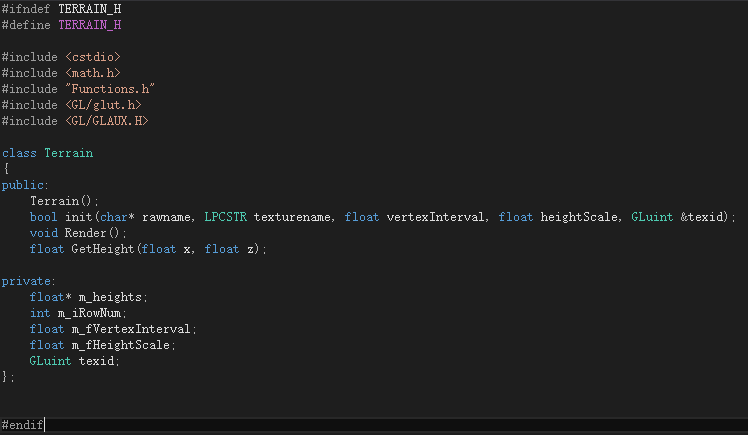 #ifndef TERRAIN_H
#define TERRAIN_H
#include <cstdio>
#include <math.h>
#include "Functions.h"
#include <GL/glut.h>
#include <GL/GLAUX.H>
class Terrain
{
public:
Terrain();
bool init(char* rawname, LPCSTR texturename, float vertexInterval, float heightScale, GLuint &texid);
void Render();
float GetHeight(float x, float z);
private:
float* m_heights;
int m_iRowNum;
float m_fVertexInterval;
float m_fHeightScale;
GLuint texid;
};
#endif